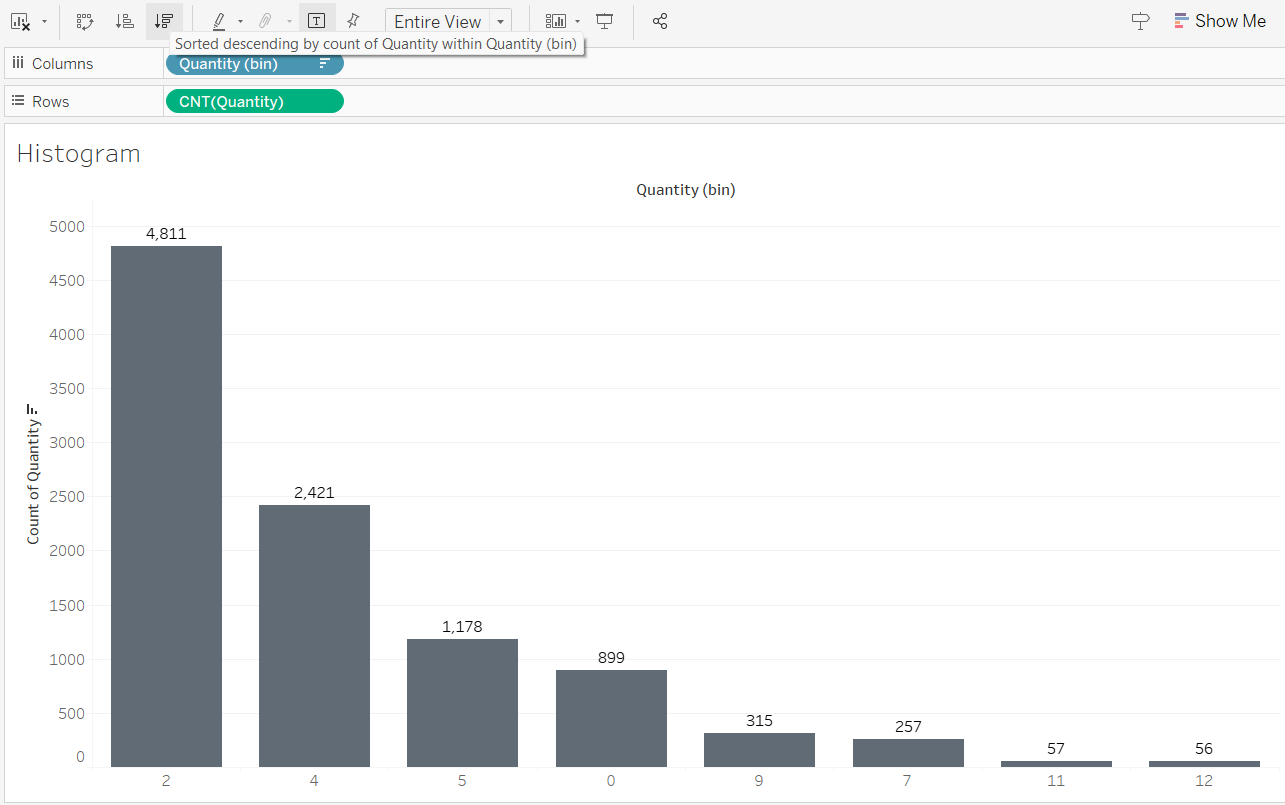 Entire View
Show Me
Sorted descending by count of Quantity within Quantity (bin)
Columns
Quantity (bin)
Rows
CNT(Quantity)
Histogram
Quantity (bin)
Count of Quantity
5000
4500
4000
3500
3000
2500
2000
1500
1000
500
0
4,811
2,421
1,178
899
315
257
57
56
2 4 5 0 9 7 11 12